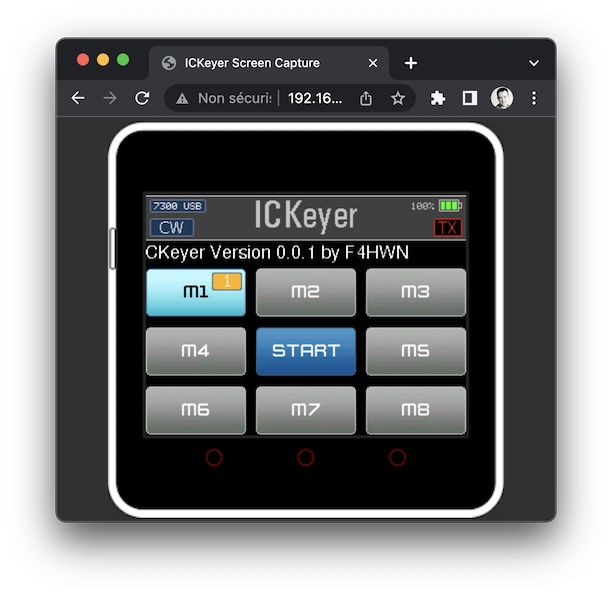 ICKeyer Screen Capture
Non sécuris 192.16...
7300 USB
ICKeyer
100%
CW
TX
CKeyer Version 0.0.1 by F4HWN
M1 1 M2 M3
M4 START M5
M6 M7 M8